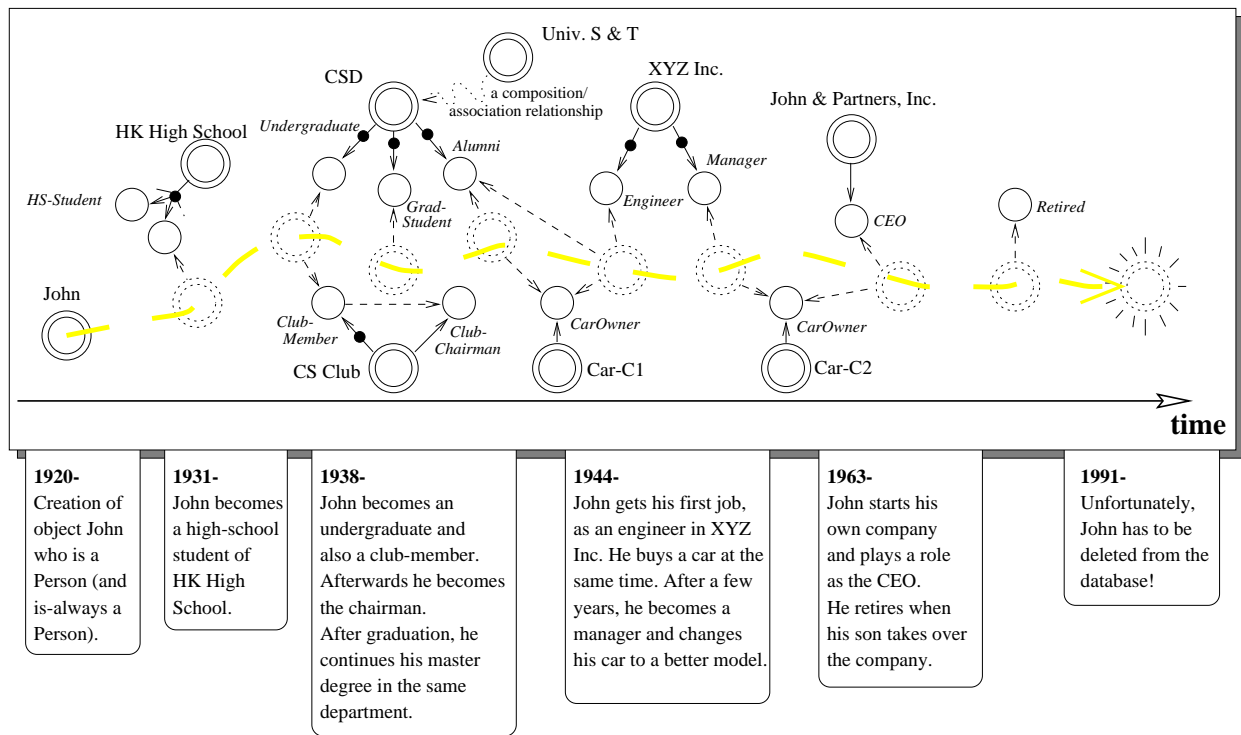 Univ. S & T
CSD
XYZ Inc.
a composition/
association relationship
John & Partners, Inc.
HK High School
Undergraduate
Alumni
Manager
HS-Student
Engineer
Grad-
Student
CEO
Retired
John
Club-
Member
Club-
Chairman
CarOwner
CarOwner
CS Club
Car-C1
Car-C2
time
1920-
Creation of
object John
who is a
Person (and
is-always a
Person).
1931-
John becomes
a high-school
student of
HK High
School.
1938-
John becomes an
undergraduate and
also a club-member.
Afterwards he becomes
the chairman.
After graduation, he
continues his master
degree in the same
department.
1944-
John gets his first job,
as an engineer in XYZ
Inc. He buys a car at the
same time. After a few
years, he becomes a
manager and changes
his car to a better model.
1963-
John starts his
own company
and plays a role
as the CEO.
He retires when
his son takes over
the company.
1991-
Unfortunately,
John has to be
deleted from the
database!